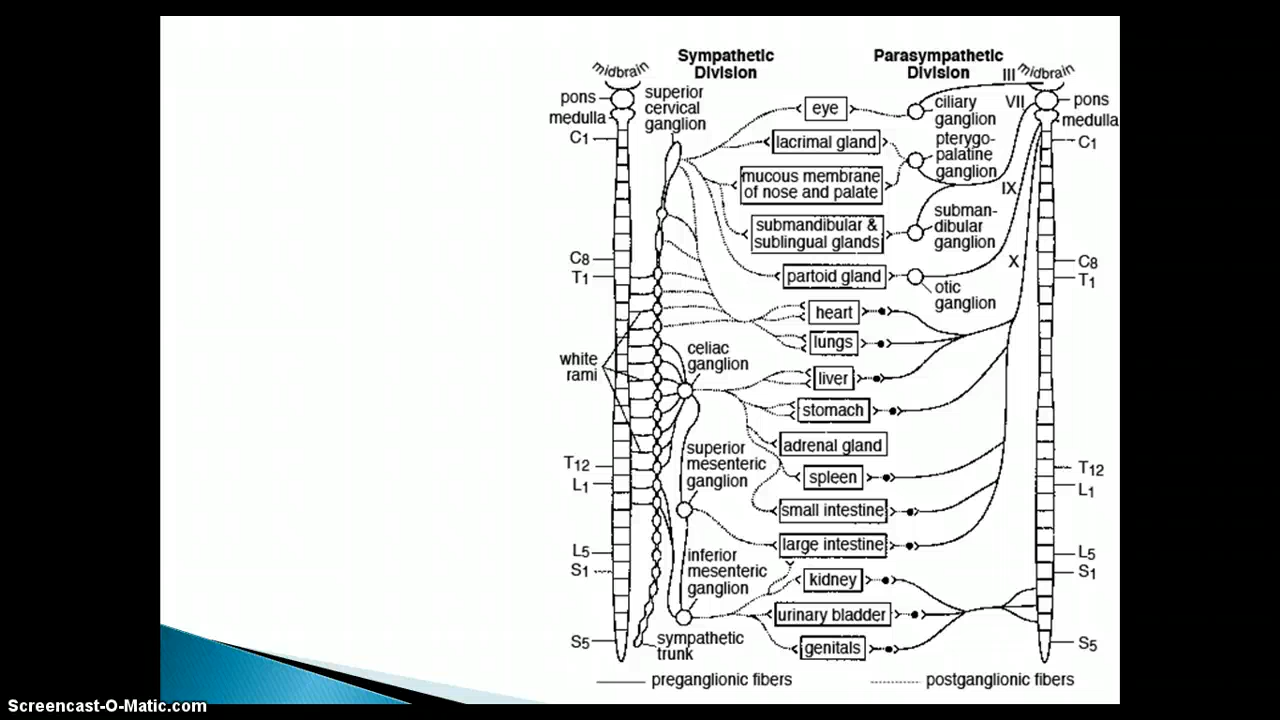 Sympathetic
Division
Parasympathetic
Division
midbrain
pons
medulla
C1
C8
T1
white
rami
T12
L1
L5
S1
S5
superior
cervical
ganglion
celiac
ganglion
superior
mesenteric
ganglion
inferior
mesenteric
ganglion
sympathetic
trunk
eye
lacrimal gland
mucous membrane
of nose and palate
submandibular &
sublingual glands
partoid gland
heart
lungs
liver
stomach
adrenal gland
spleen
small intestine
large intestine
kidney
urinary bladder
genitals
ciliary
ganglion
pterygo-
palatine
ganglion
subman-
dibular
ganglion
otic
ganglion
III
VII
IX
X
midbrain
pons
medulla
C1
C8
T1
T12
L1
L5
S1
S5
preganglionic fibers
postganglionic fibers
Screencast-O-Matic.com